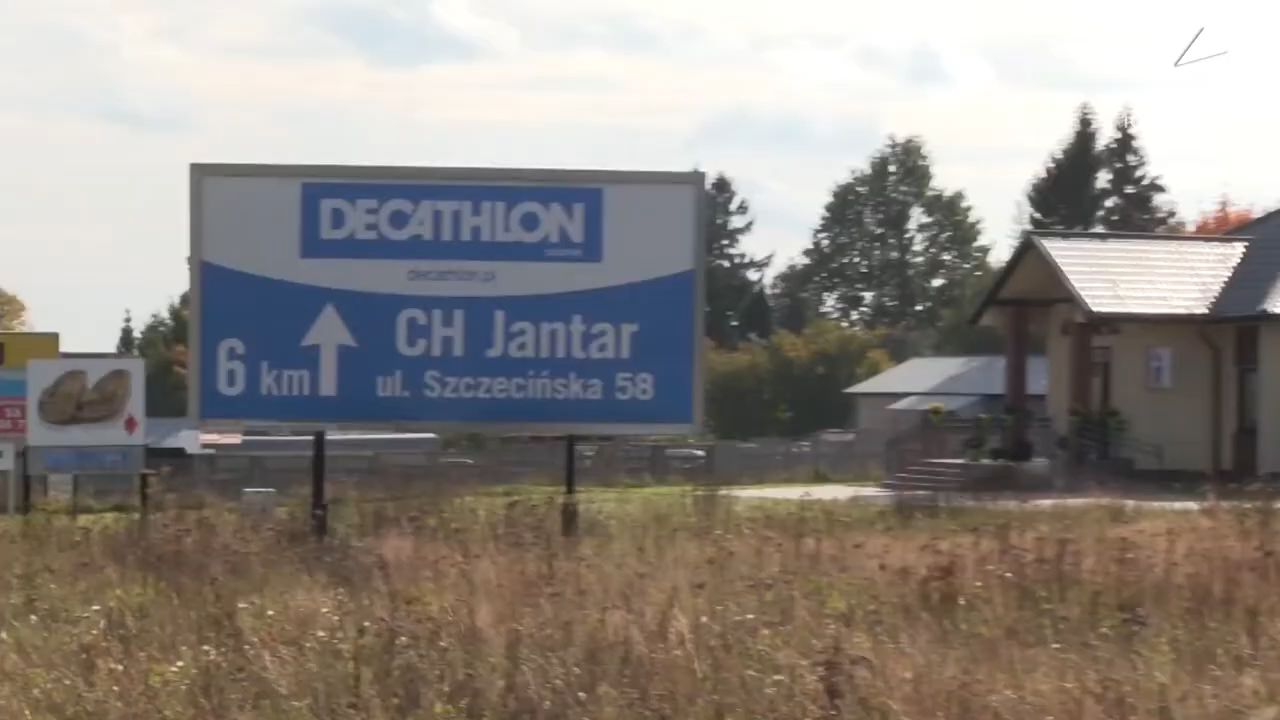 DECATHLON
decathlon.pl
6 km
CH Jantar
ul. Szczecińska 58